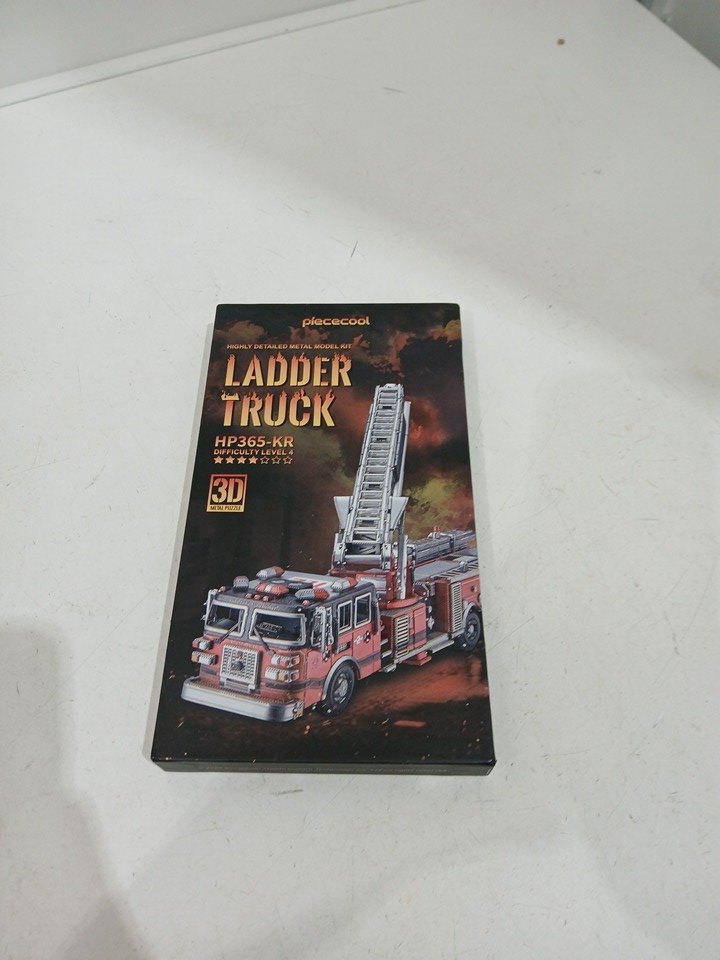 piececool
HIGHLY DETAILED METAL MODEL KIT
LADDER
TRUCK
HP365-KR
DIFFICULTY LEVEL 4
3D
METAL PUZZLE